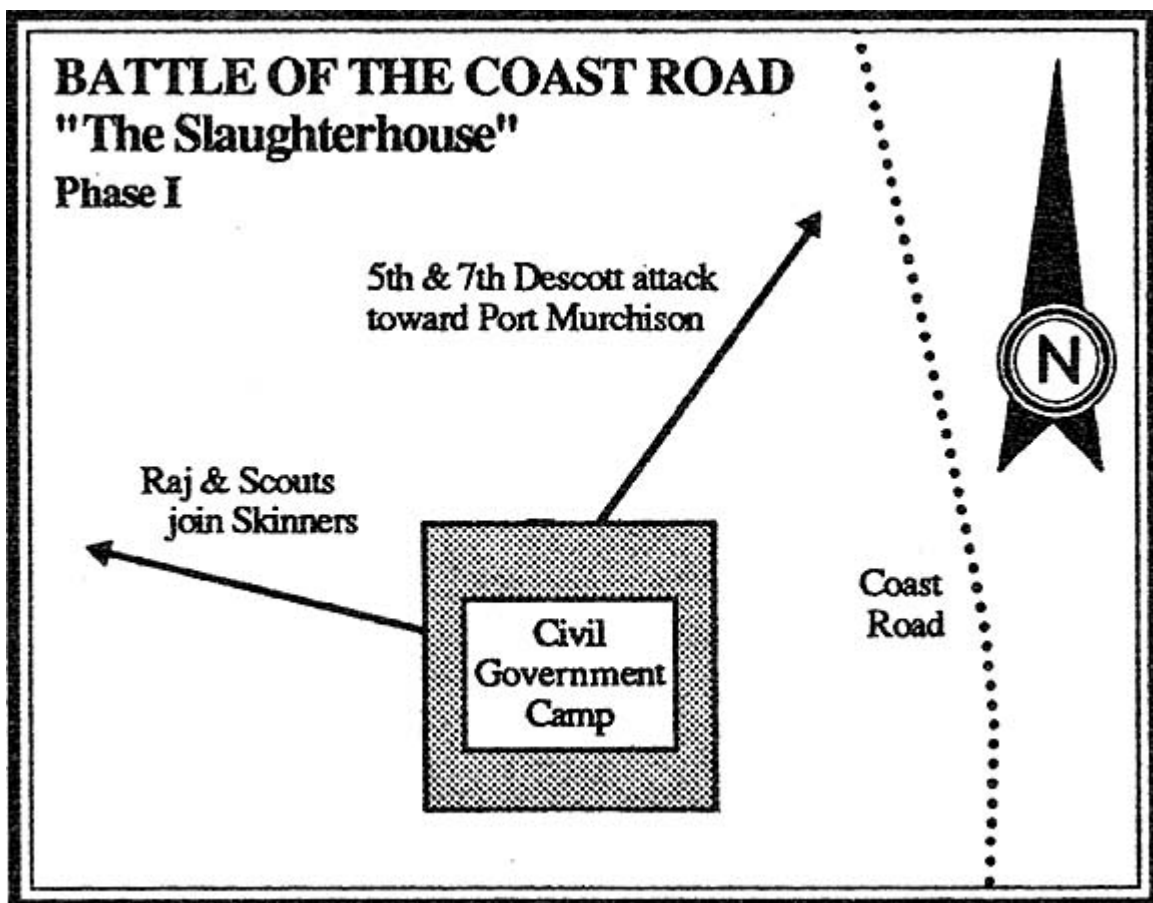 BATTLE OF THE COAST ROAD
"The Slaughterhouse"
Phase I
5th & 7th Descott attack
toward Port Murchison
N
Raj & Scouts
join Skinners
Coast
Road
Civil
Government
Camp